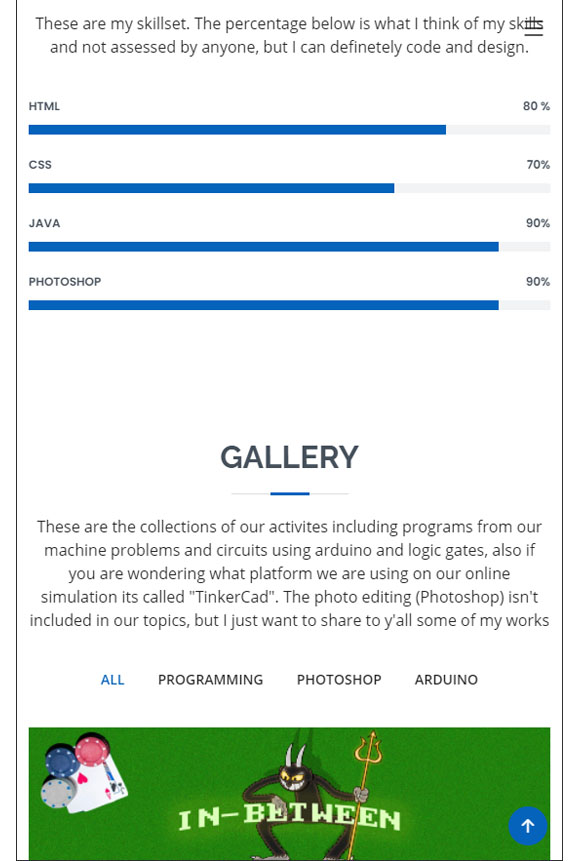 These are my skillset. The percentage below is what I think of my skills
and not assessed by anyone, but I can definetely code and design.
HTML 80 %
CSS 70%
JAVA 90%
PHOTOSHOP 90%
GALLERY
These are the collections of our activites including programs from our
machine problems and circuits using arduino and logic gates, also if
you are wondering what platform we are using on our online
simulation its called "TinkerCad". The photo editing (Photoshop) isn't
included in our topics, but I just want to share to y'all some of my works
ALL PROGRAMMING PHOTOSHOP ARDUINO
IN-BETWEEN